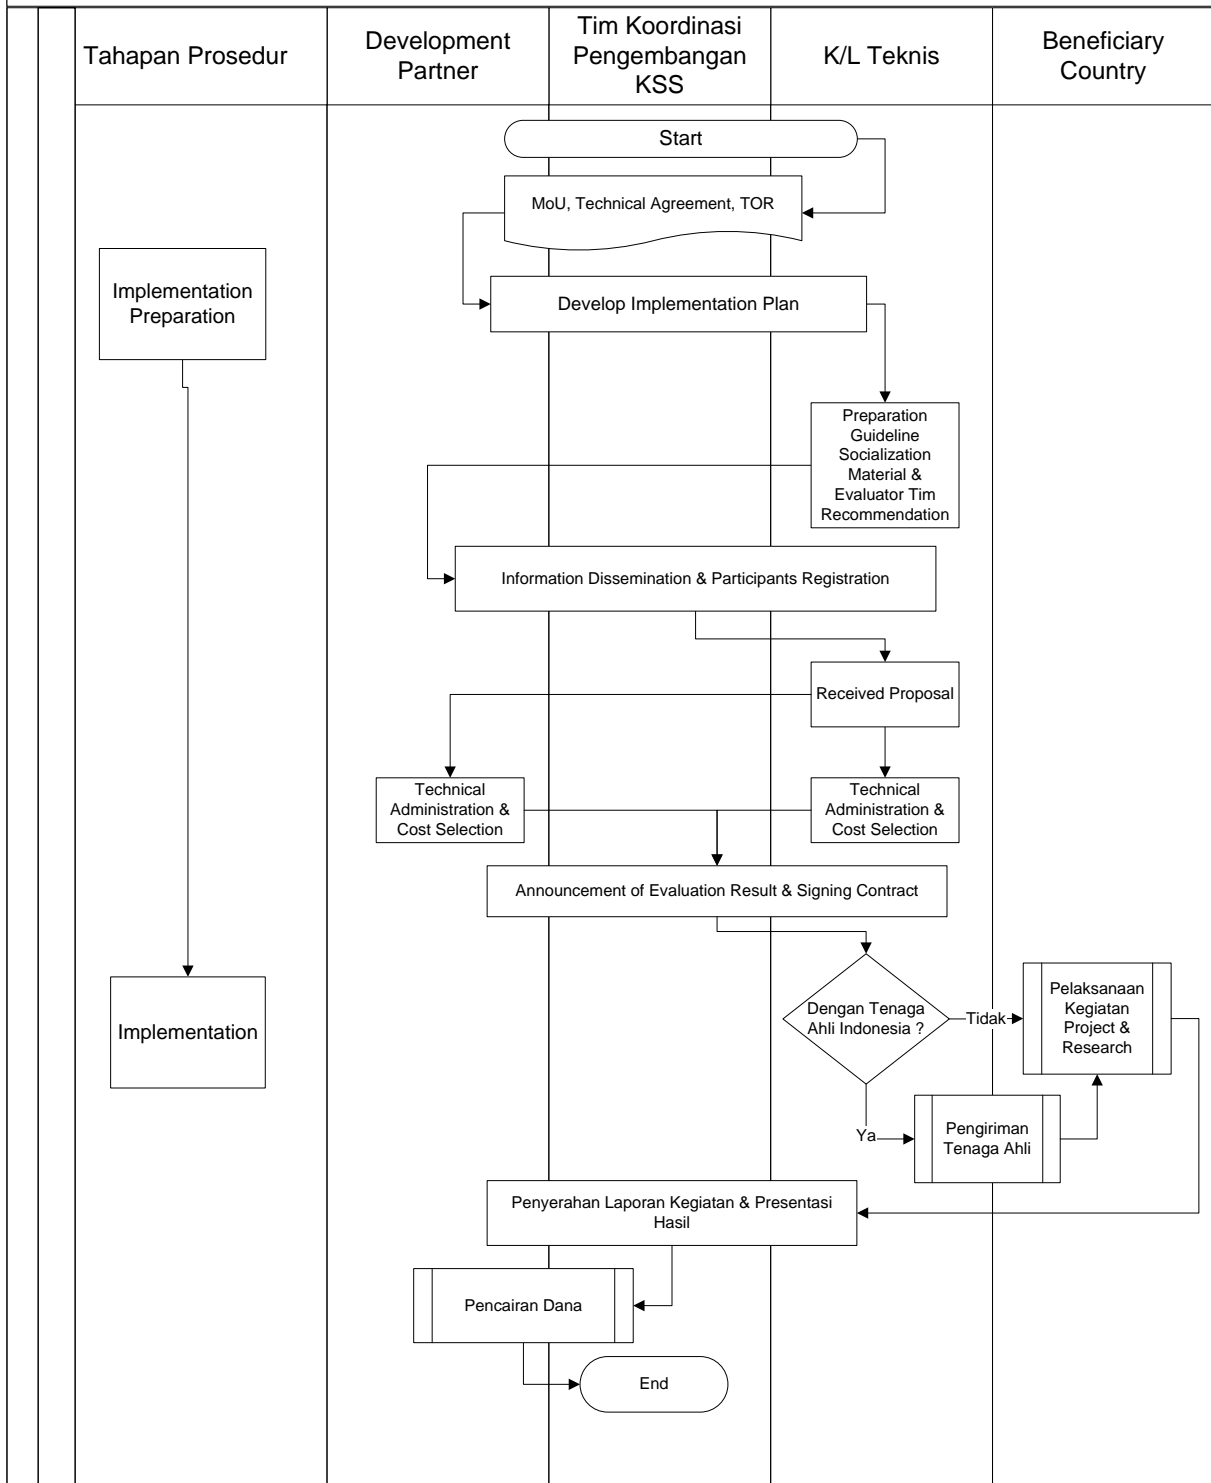 Tahapan Prosedur
Development
Partner
Tim Koordinasi
Pengembangan
KSS
K/L Teknis
Beneficiary
Country
Start
MoU, Technical Agreement, TOR
Implementation
Preparation
Develop Implementation Plan
Preparation
Guideline
Socialization
Material &
Evaluator Tim
Recommendation
Information Dissemination & Participants Registration
Received Proposal
Technical
Administration &
Cost Selection
Technical
Administration &
Cost Selection
Announcement of Evaluation Result & Signing Contract
Implementation
Dengan Tenaga
Ahli Indonesia ?
Tidak
Pelaksanaan
Kegiatan
Project &
Research
Ya
Pengiriman
Tenaga Ahli
Penyerahan Laporan Kegiatan & Presentasi
Hasil
Pencairan Dana
End